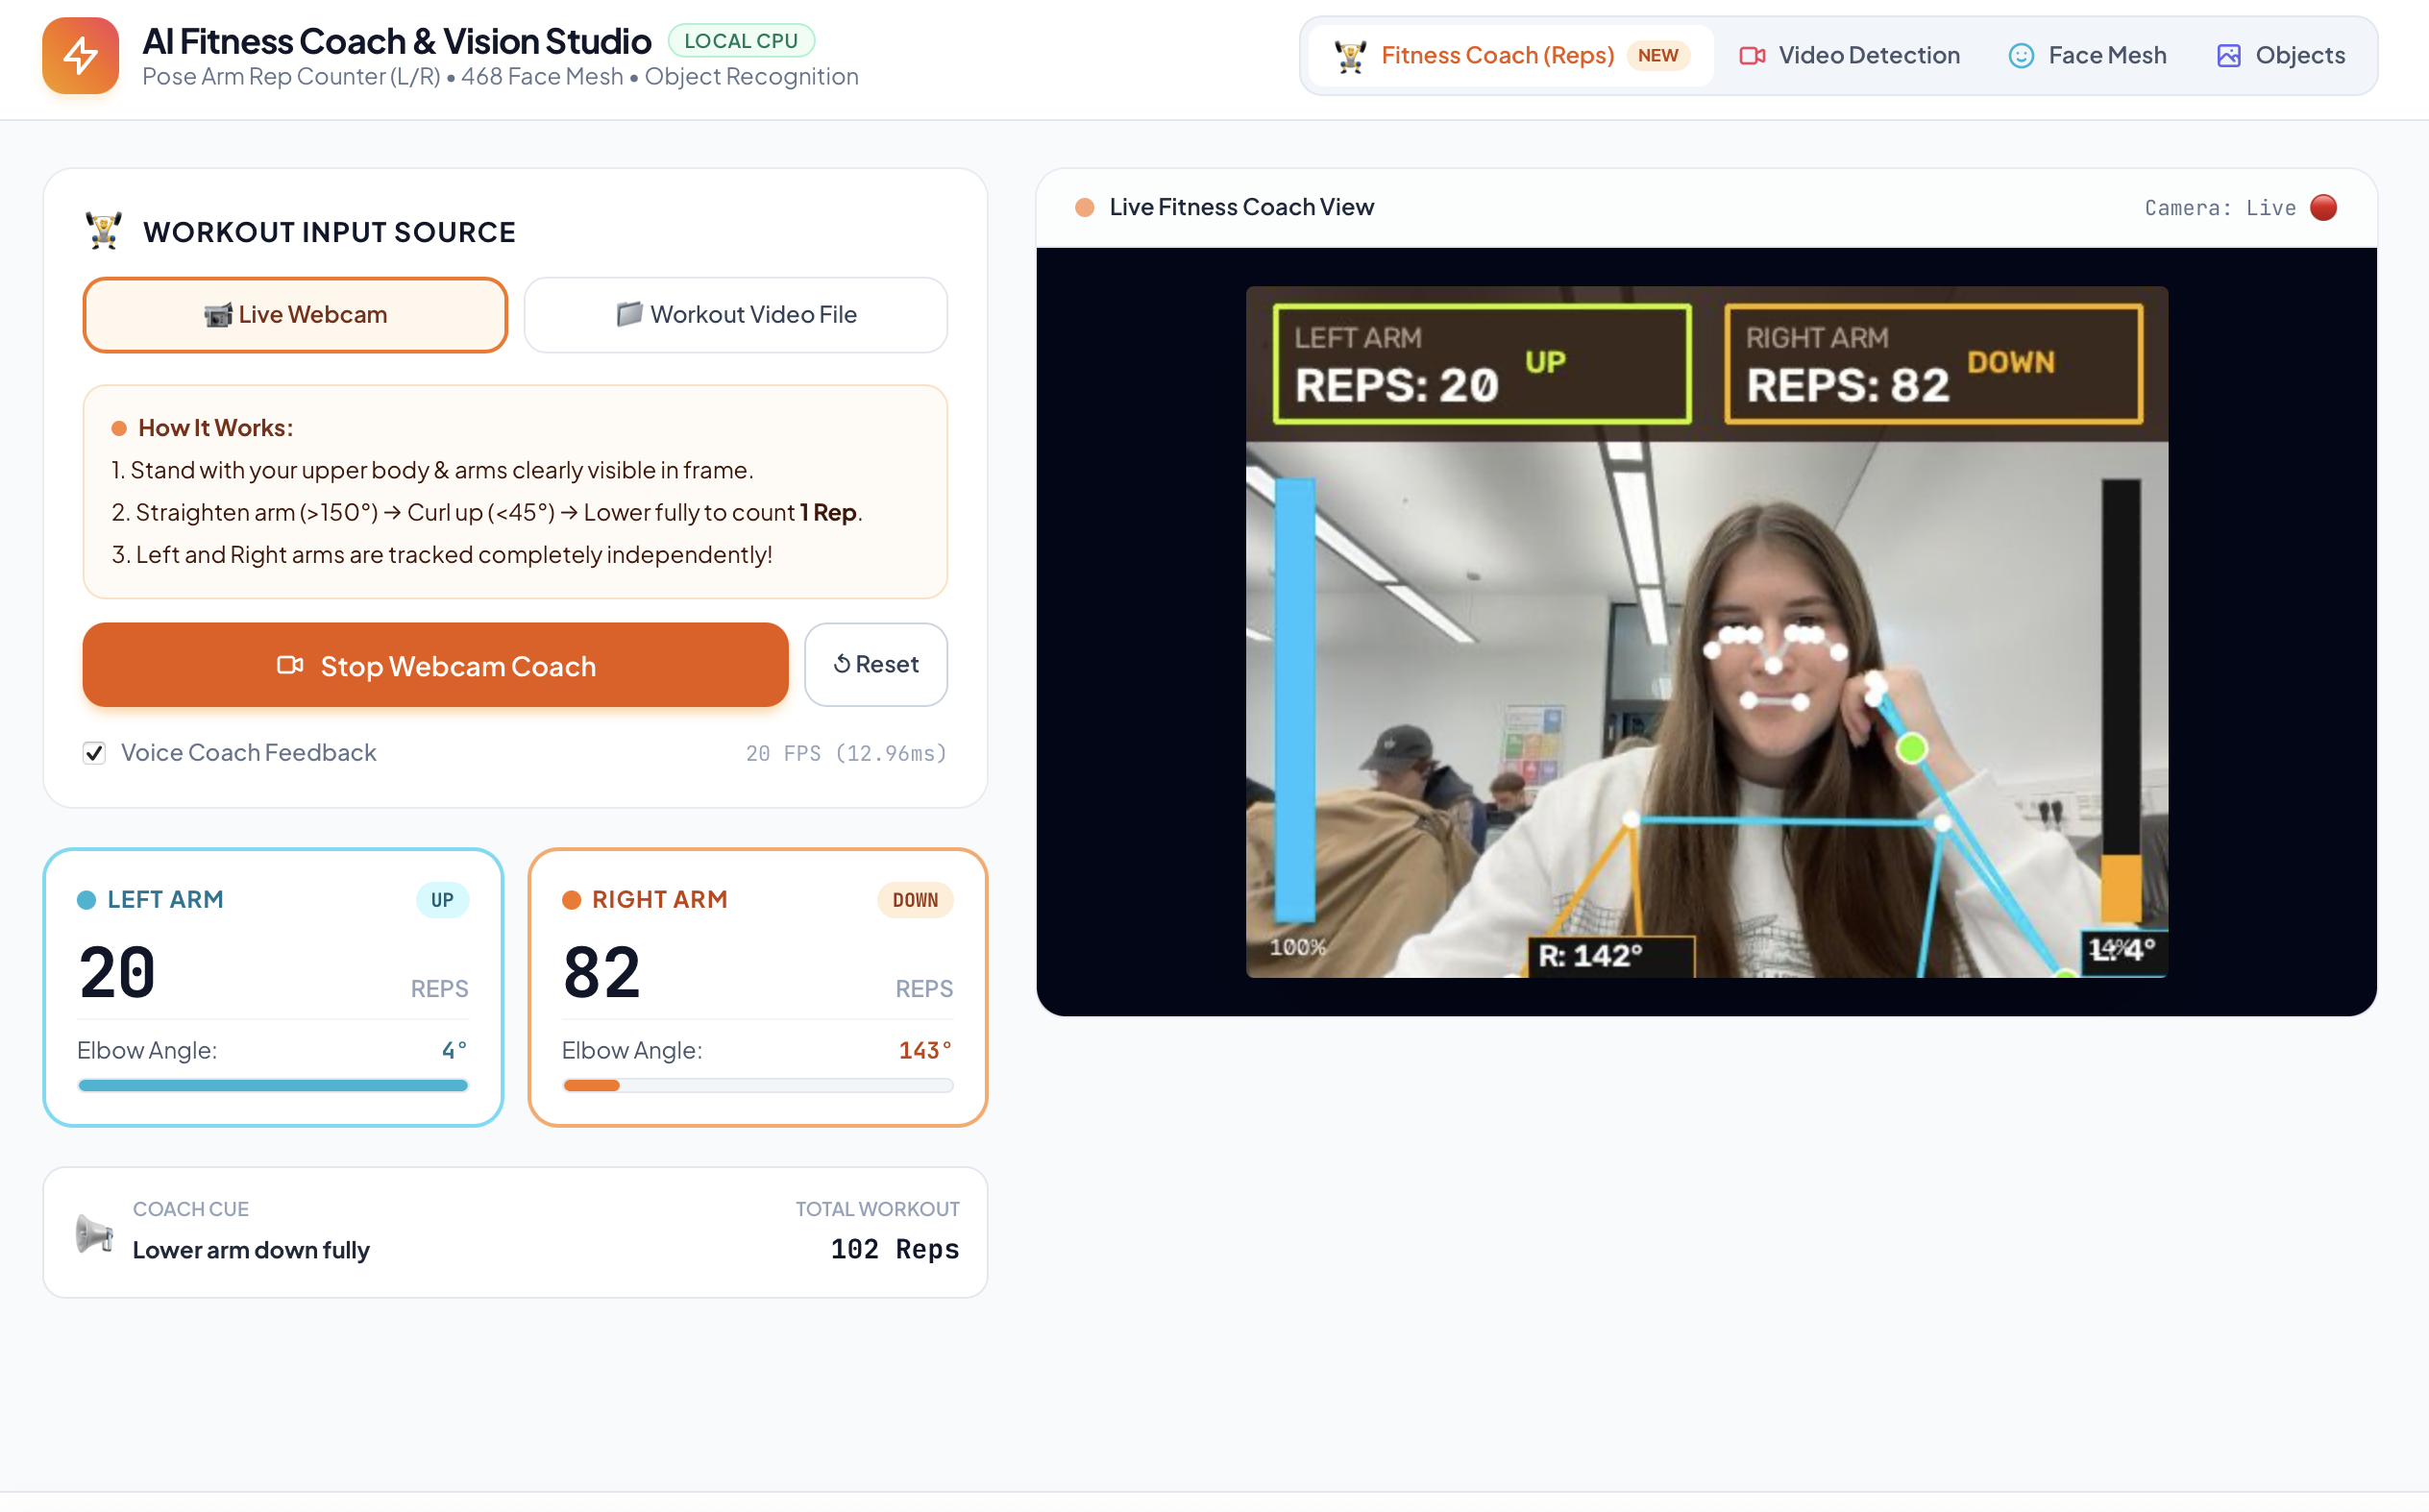 AI Fitness Coach & Vision Studio LOCAL CPU
Pose Arm Rep Counter (L/R) • 468 Face Mesh • Object Recognition
Fitness Coach (Reps) NEW Video Detection Face Mesh Objects
WORKOUT INPUT SOURCE
Live Webcam Workout Video File
How It Works:
1. Stand with your upper body & arms clearly visible in frame.
2. Straighten arm (>150°) → Curl up (<45°) → Lower fully to count 1 Rep.
3. Left and Right arms are tracked completely independently!
Stop Webcam Coach
Reset
Voice Coach Feedback 20 FPS (12.96ms)
LEFT ARM UP
20 REPS
Elbow Angle: 4°
RIGHT ARM DOWN
82 REPS
Elbow Angle: 143°
COACH CUE
Lower arm down fully
TOTAL WORKOUT
102 Reps
Live Fitness Coach View Camera: Live
LEFT ARM
REPS: 20 UP
RIGHT ARM
REPS: 82 DOWN
100%
R: 142°